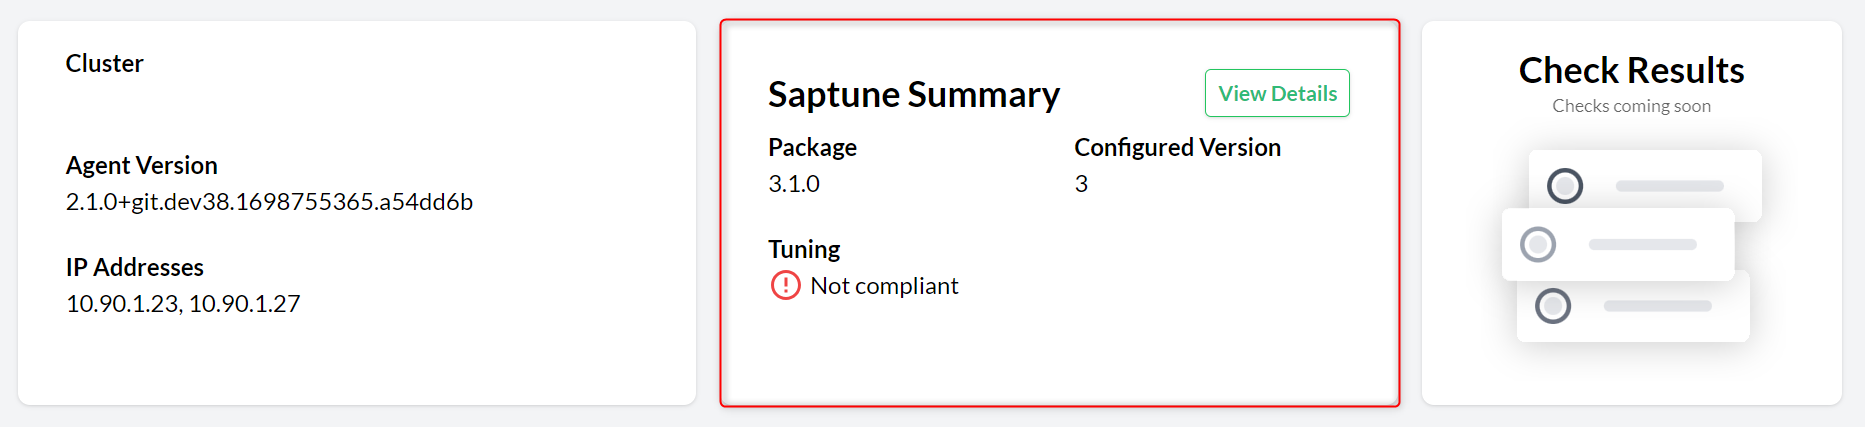 Cluster
Agent Version
2.1.0+git.dev38.1698755365.a54dd6b
IP Addresses
10.90.1.23, 10.90.1.27
Saptune Summary
View Details
Package
Configured Version
3.1.0
3
Tuning
Not compliant
Check Results
Checks coming soon